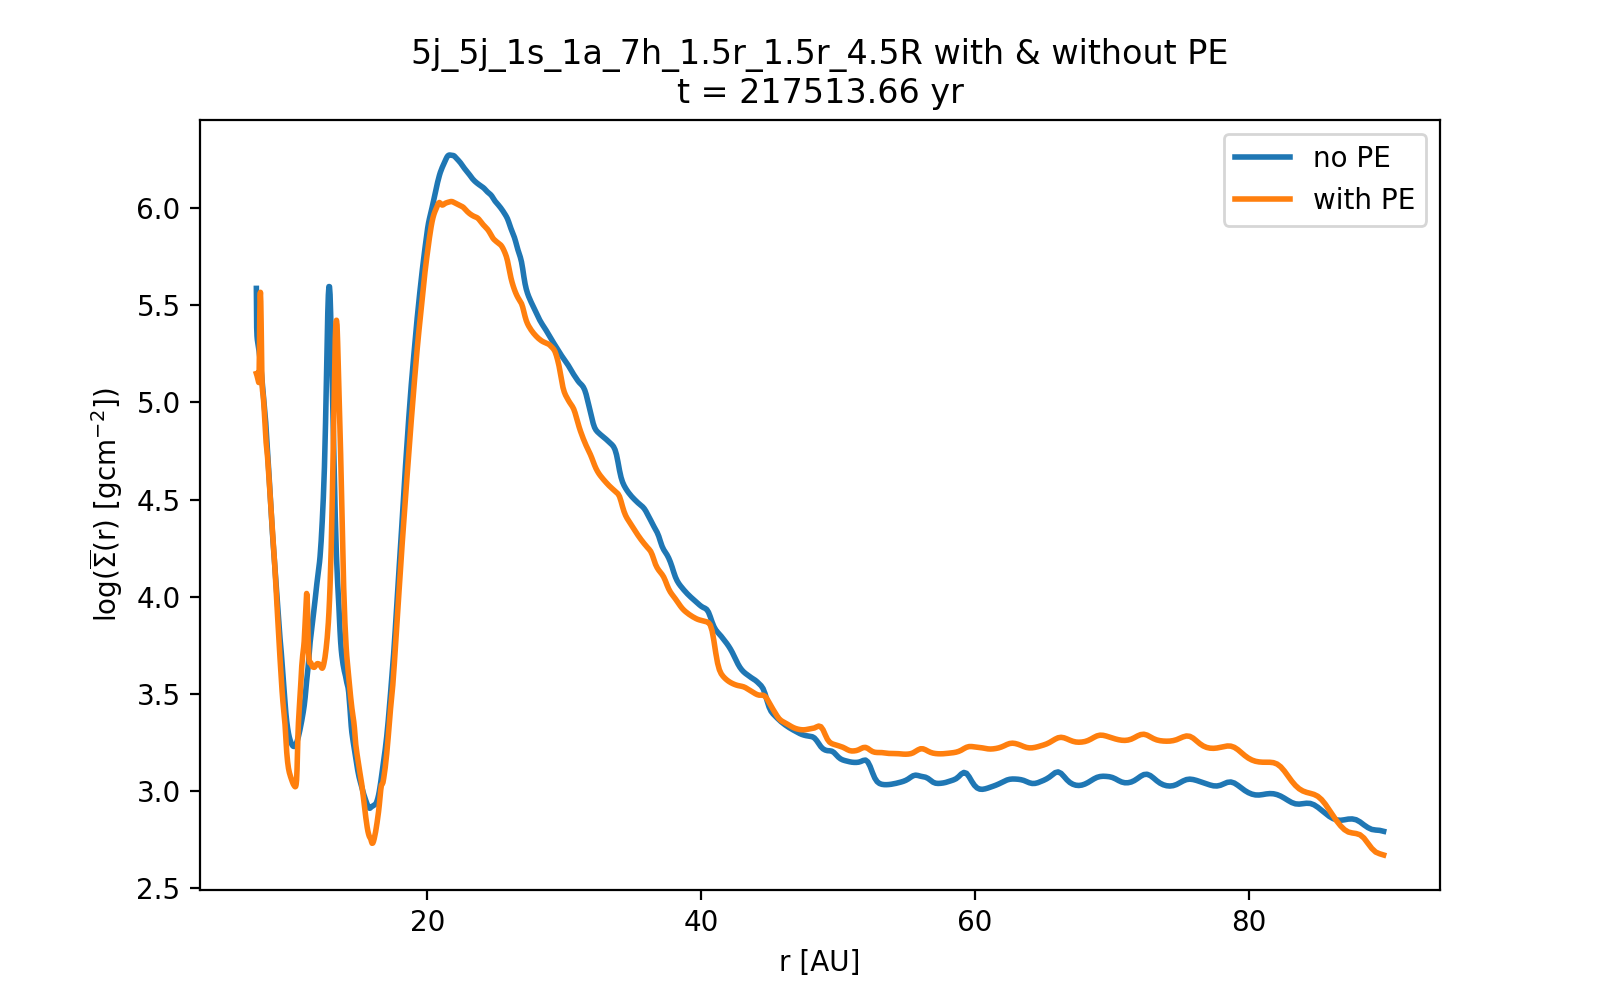 5j_5j_1s_1a_7h_1.5r_1.5r_4.5R with & without PE
t = 217513.66 yr
no PE
with PE
log(Σ̅(r) [gcm⁻²])
6.0
5.5
5.0
4.5
4.0
3.5
3.0
2.5
20
40
60
80
r [AU]